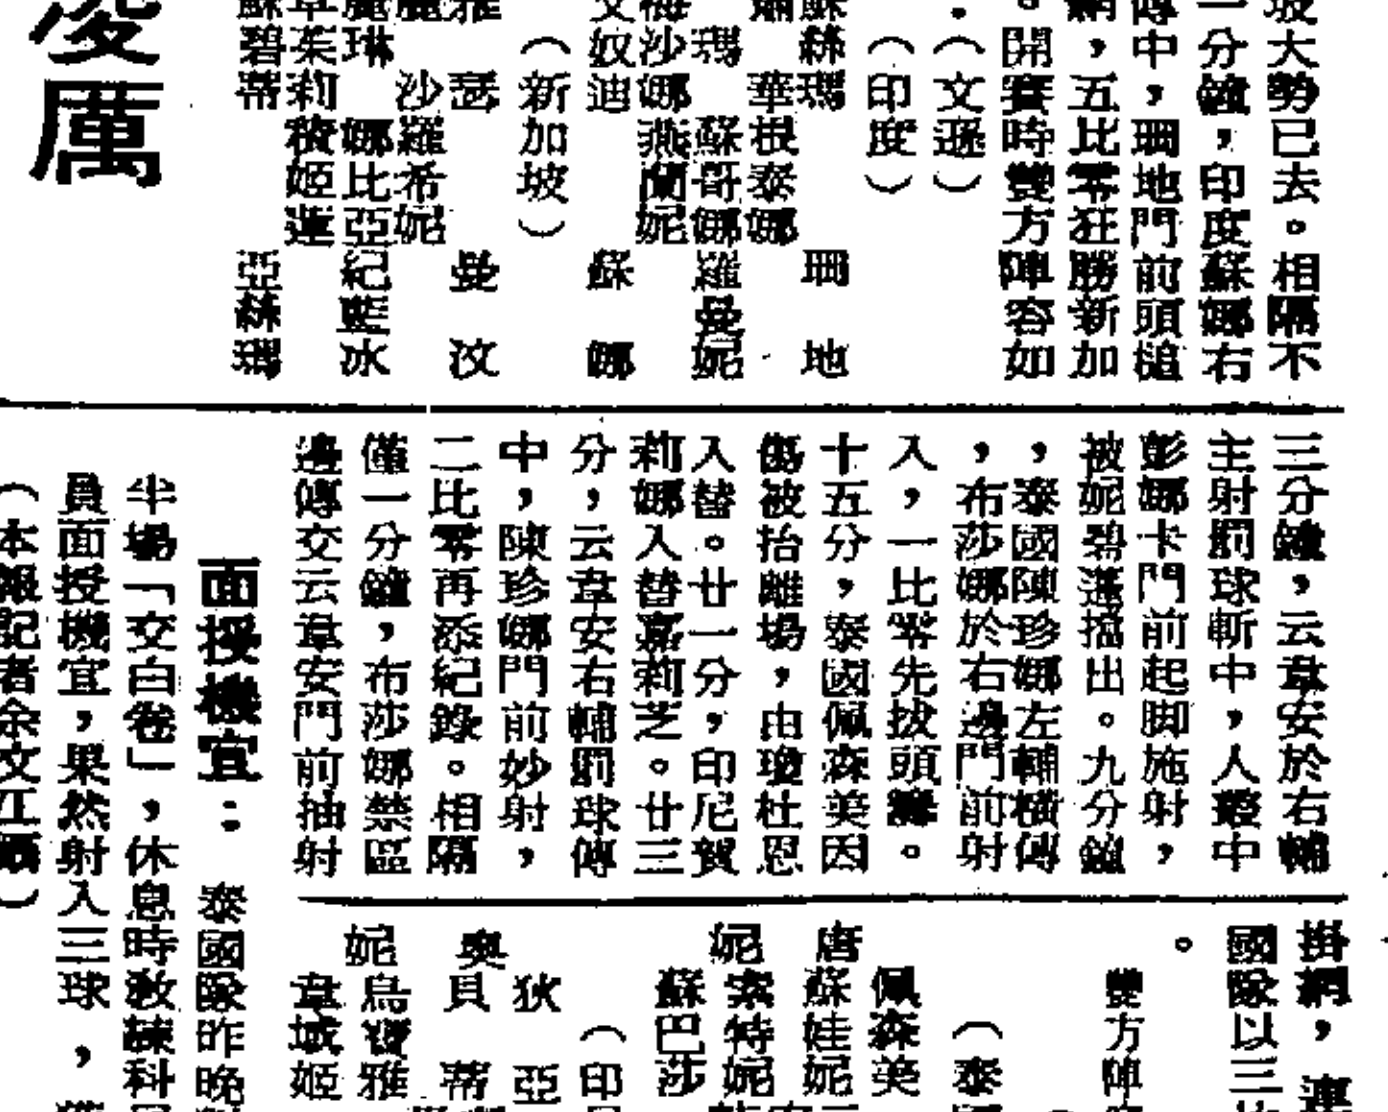 坡大勢已去。相隔不
一分鐘，印度蘇娜右
傳中，珊地門前頭槌
網，五比零狂勝新加
。開賽時雙方陣容如
（文遜）
（印度）
蘇絲瑪 珊地
華根泰娜
瑪 蘇哥娜羅曼妮
梅沙娜燕蘭妮
文奴迪 蘇娜
（新加坡）
雅瑟 曼汶
麗 沙羅希妮
麗琳 娜比亞紀藍冰
韋茱莉積姬蓮
蘇碧蒂 亞絲瑪
凌厲
三分鐘，云韋安於右輔
主射罰球斬中，人叢中
彭娜卡門前起脚施射，
被妮碧蓬搞出。九分鐘
，泰國陳珍娜左輔橫傳
，布莎娜於右邊門前射
入，一比零先拔頭籌。
十五分，泰國佩森美因
傷被抬離場，由瓊杜恩
入替。廿一分，印尼賀
莉娜入替嘉莉芝。廿三
分，云韋安右輔罰球傳
中，陳珍娜門前妙射，
二比零再添紀錄。相隔
僅一分鐘，布莎娜禁區
邊傳交云韋安門前抽射
面授機宜：泰國隊昨晚
半場「交白卷」，休息時教練科
員面授機宜，果然射入三球，
（本報記者余文江攝）
掛網，連
國隊以三
。
雙方陣
（泰
佩森美
唐蘇娃妮
妮索特妮
蘇巴莎
（印
狄亞
奧貝蒂
妮烏寶雅
韋城姬